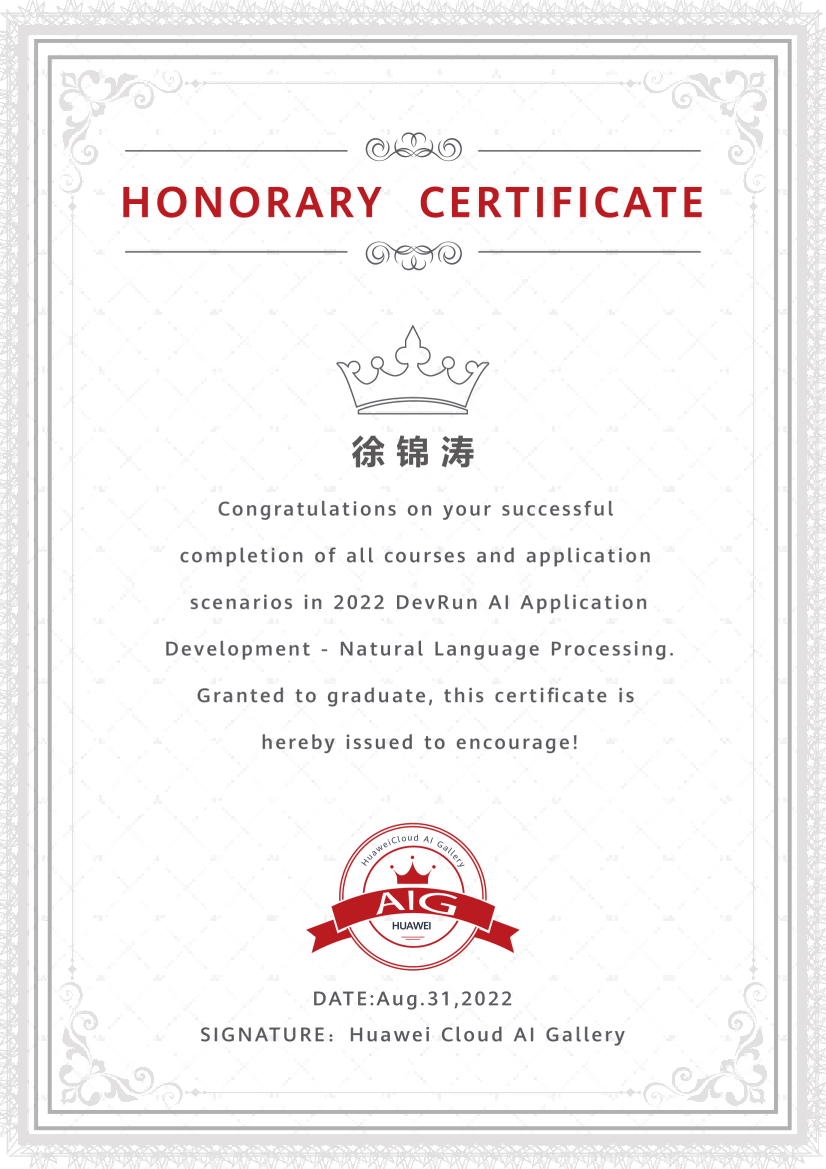 HONORARY CERTIFICATE
徐锦涛
Congratulations on your successful
completion of all courses and application
scenarios in 2022 DevRun AI Application
Development - Natural Language Processing.
Granted to graduate, this certificate is
hereby issued to encourage!
HuaweiCloud AI Gallery
AIG
HUAWEI
DATE:Aug.31,2022
SIGNATURE: Huawei Cloud AI Gallery